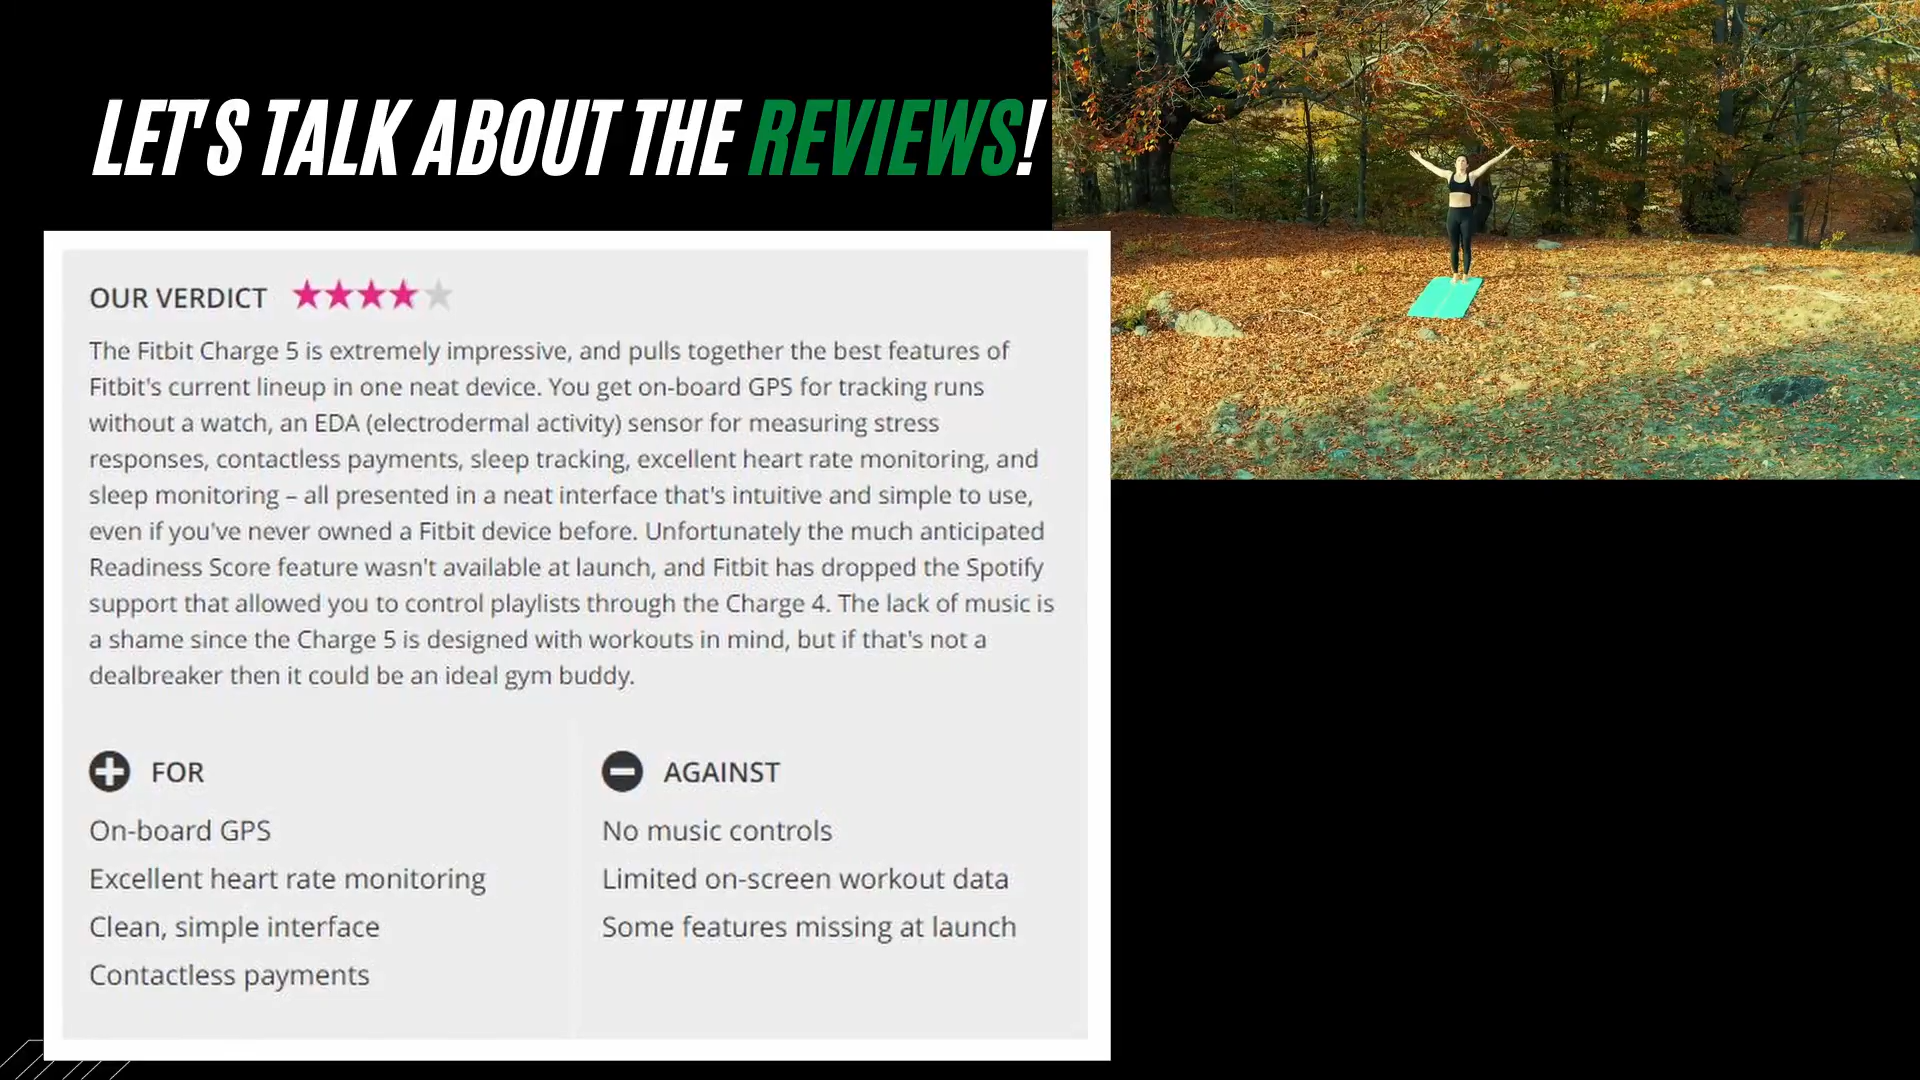 LET'S TALK ABOUT THE REVIEWS!
OUR VERDICT
The Fitbit Charge 5 is extremely impressive, and pulls together the best features of
Fitbit's current lineup in one neat device. You get on-board GPS for tracking runs
without a watch, an EDA (electrodermal activity) sensor for measuring stress
responses, contactless payments, sleep tracking, excellent heart rate monitoring, and
sleep monitoring – all presented in a neat interface that's intuitive and simple to use,
even if you've never owned a Fitbit device before. Unfortunately the much anticipated
Readiness Score feature wasn't available at launch, and Fitbit has dropped the Spotify
support that allowed you to control playlists through the Charge 4. The lack of music is
a shame since the Charge 5 is designed with workouts in mind, but if that's not a
dealbreaker then it could be an ideal gym buddy.
FOR
On-board GPS
Excellent heart rate monitoring
Clean, simple interface
Contactless payments
AGAINST
No music controls
Limited on-screen workout data
Some features missing at launch